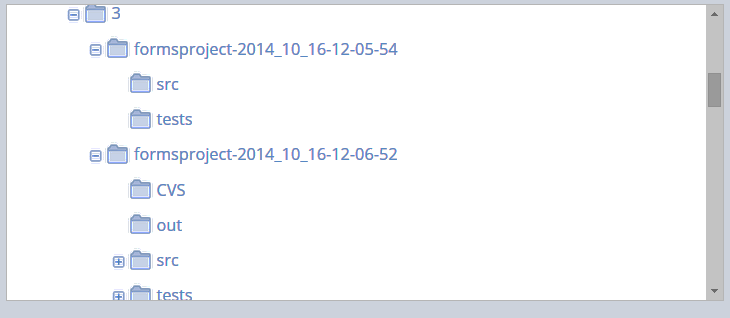 3
formsproject-2014_10_16-12-05-54
src
tests
formsproject-2014_10_16-12-06-52
CVS
out
src
tests